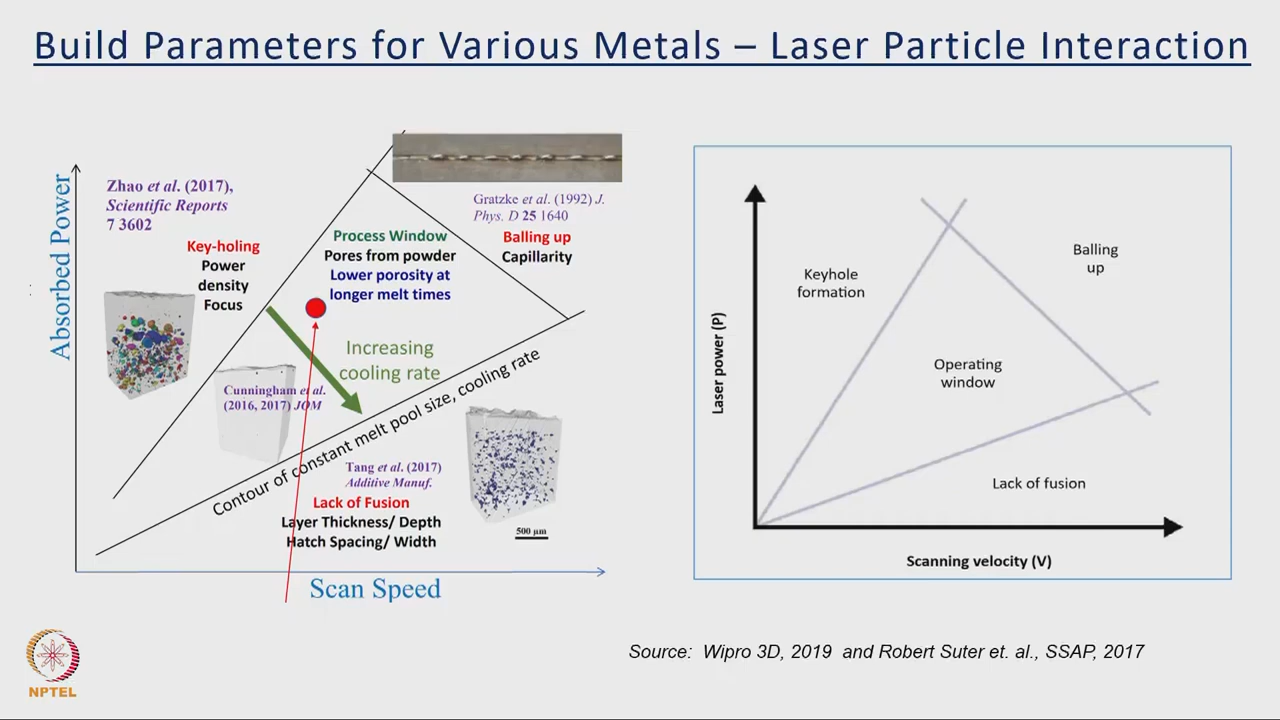 Build Parameters for Various Metals – Laser Particle Interaction
Absorbed Power
Zhao et al. (2017),
Scientific Reports
7 3602
Key-holing
Power
density
Focus
Process Window
Pores from powder
Lower porosity at
longer melt times
Gratzke et al. (1992) J.
Phys. D 25 1640
Balling up
Capillarity
Increasing
cooling rate
Cunningham et al.
(2016, 2017) JOM
Contour of constant melt pool size, cooling rate
Tang et al. (2017)
Additive Manuf.
Lack of Fusion
Layer Thickness/ Depth
Hatch Spacing/ Width
500 μm
Scan Speed
Laser power (P)
Keyhole
formation
Balling
up
Operating
window
Lack of fusion
Scanning velocity (V)
Source: Wipro 3D, 2019 and Robert Suter et. al., SSAP, 2017
NPTEL